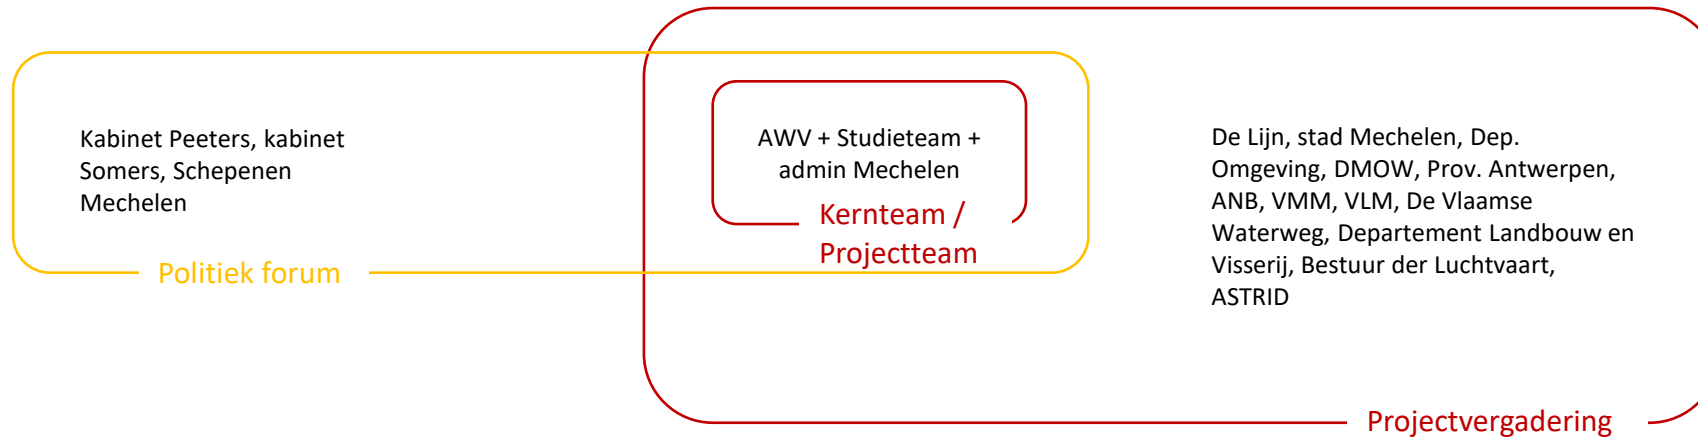 Kabinet Peeters, kabinet
Somers, Schepenen
Mechelen
Politiek forum
AWV + Studieteam +
admin Mechelen
Kernteam /
Projectteam
De Lijn, stad Mechelen, Dep.
Omgeving, DMOW, Prov. Antwerpen,
ANB, VMM, VLM, De Vlaamse
Waterweg, Departement Landbouw en
Visserij, Bestuur der Luchtvaart,
ASTRID
Projectvergadering